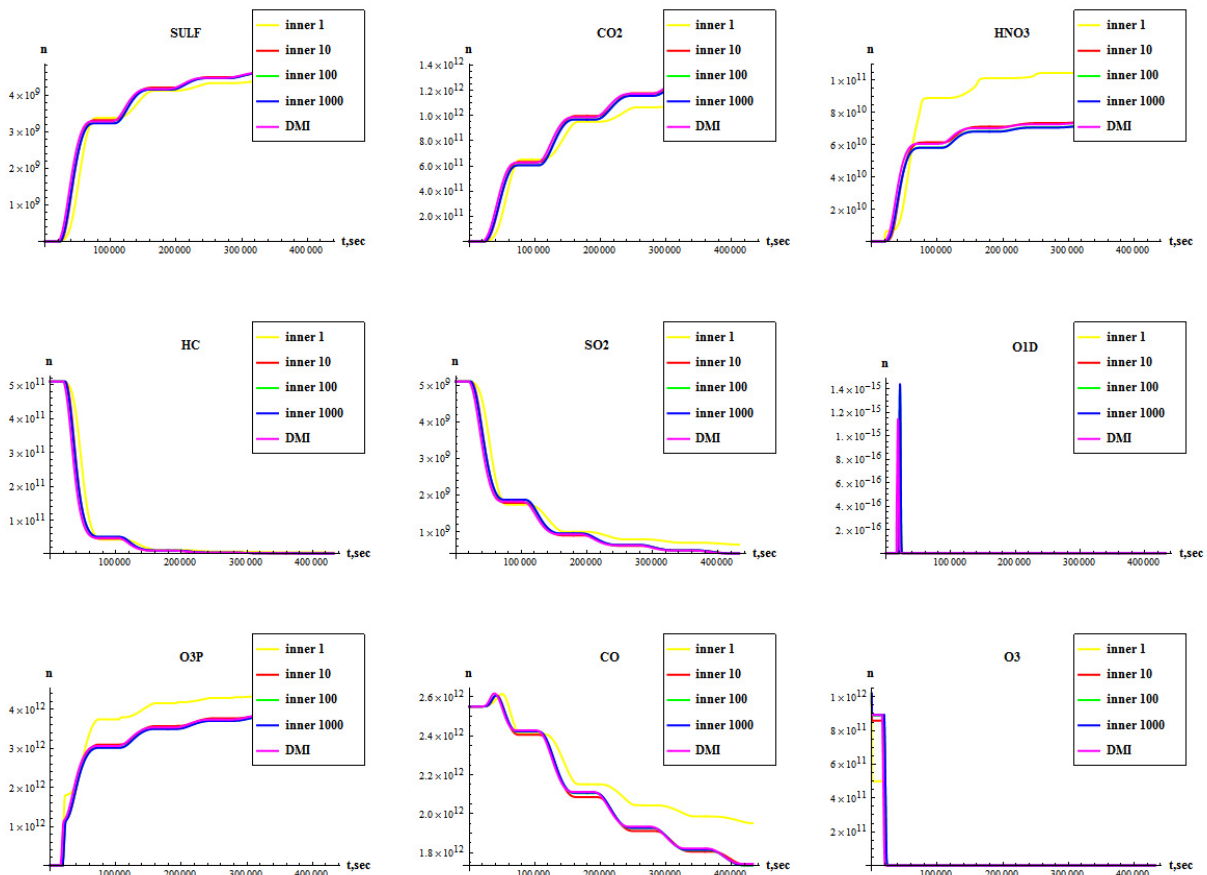 SULF
n
inner 1
inner 10
inner 100
inner 1000
DMI
4×10⁹
3×10⁹
2×10⁹
1×10⁹
100 000 200 000 300 000 400 000 t,sec
CO2
n
inner 1
inner 10
inner 100
inner 1000
DMI
1.4×10¹²
1.2×10¹²
1.0×10¹²
8.0×10¹¹
6.0×10¹¹
4.0×10¹¹
2.0×10¹¹
100 000 200 000 300 000 400 000 t,sec
HNO3
n
inner 1
inner 10
inner 100
inner 1000
DMI
1×10¹¹
8×10¹⁰
6×10¹⁰
4×10¹⁰
2×10¹⁰
100 000 200 000 300 000 400 000 t,sec
HC
n
inner 1
inner 10
inner 100
inner 1000
DMI
5×10¹¹
4×10¹¹
3×10¹¹
2×10¹¹
1×10¹¹
100 000 200 000 300 000 400 000 t,sec
SO2
n
inner 1
inner 10
inner 100
inner 1000
DMI
5×10⁹
4×10⁹
3×10⁹
2×10⁹
1×10⁹
100 000 200 000 300 000 400 000 t,sec
O1D
n
inner 1
inner 10
inner 100
inner 1000
DMI
1.4×10⁻¹⁵
1.2×10⁻¹⁵
1.×10⁻¹⁵
8.×10⁻¹⁶
6.×10⁻¹⁶
4.×10⁻¹⁶
2.×10⁻¹⁶
100 000 200 000 300 000 400 000 t,sec
O3P
n
inner 1
inner 10
inner 100
inner 1000
DMI
4×10¹²
3×10¹²
2×10¹²
1×10¹²
100 000 200 000 300 000 400 000 t,sec
CO
n
inner 1
inner 10
inner 100
inner 1000
DMI
2.6×10¹²
2.4×10¹²
2.2×10¹²
2.0×10¹²
1.8×10¹²
100 000 200 000 300 000 400 000 t,sec
O3
n
inner 1
inner 10
inner 100
inner 1000
DMI
1×10¹²
8×10¹¹
6×10¹¹
4×10¹¹
2×10¹¹
100 000 200 000 300 000 400 000 t,sec